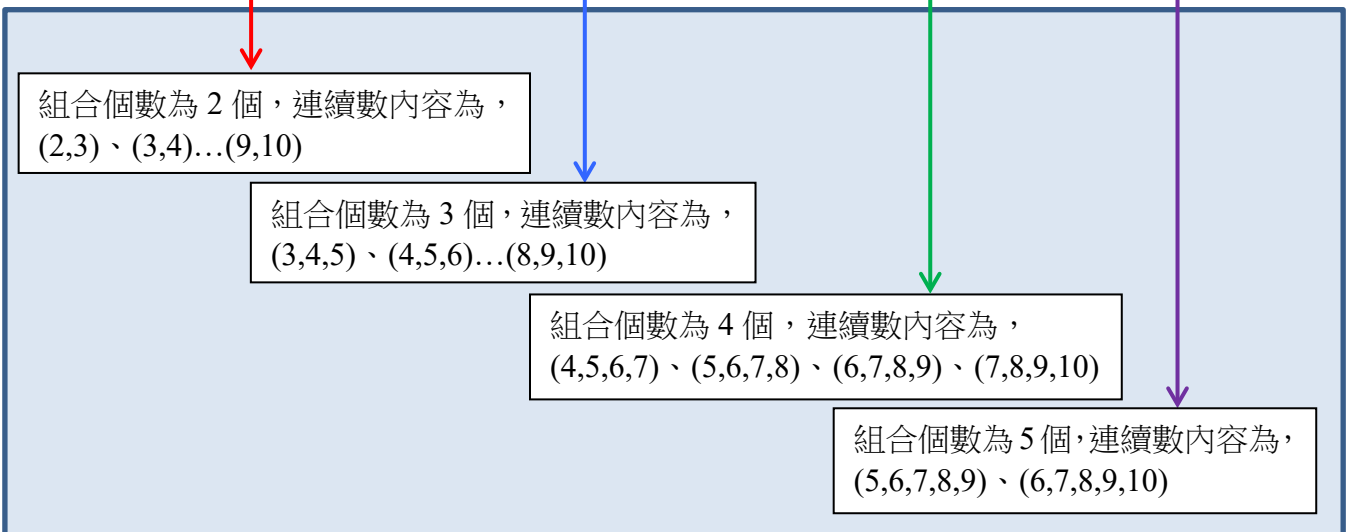 組合個數為 2 個，連續數內容為，
(2,3)、(3,4)…(9,10)
組合個數為 3 個，連續數內容為，
(3,4,5)、(4,5,6)…(8,9,10)
組合個數為 4 個，連續數內容為，
(4,5,6,7)、(5,6,7,8)、(6,7,8,9)、(7,8,9,10)
組合個數為 5 個，連續數內容為，
(5,6,7,8,9)、(6,7,8,9,10)